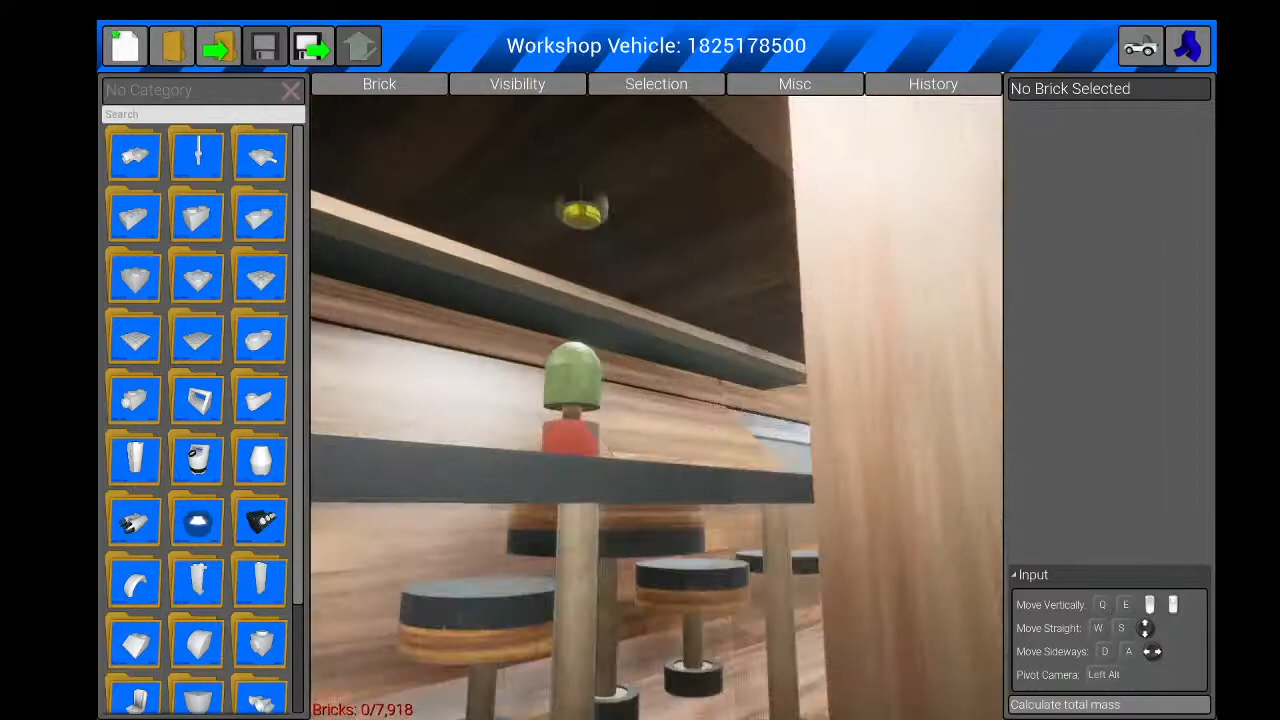 Workshop Vehicle: 1825178500
No Category
Search
Brick
Visibility
Selection
Misc
History
No Brick Selected
Input
Move Vertically: Q E
Move Straight: W S
Move Sideways: D A
Pivot Camera: Left Alt
Calculate total mass
Bricks: 0/7,918